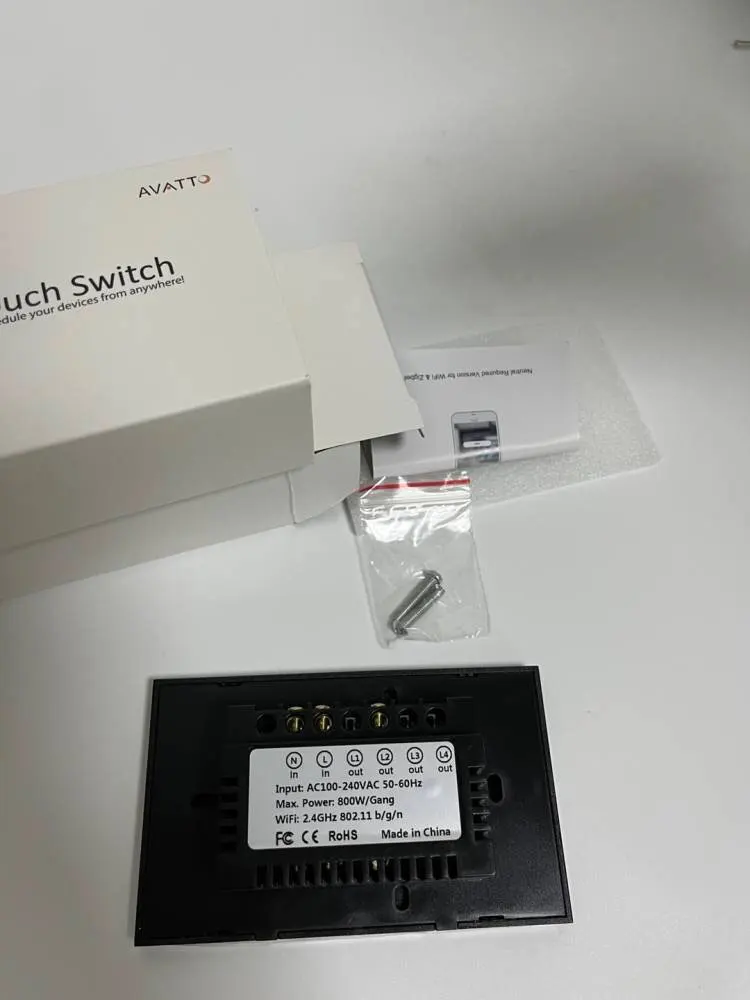 AVATTO
ouch Switch
edule your devices from anywhere!
Neutral Required Version for WiFi & Zigbe
N L L1 L2 L3 L4
in in out out out out
Input: AC100-240VAC 50-60Hz
Max. Power: 800W/Gang
WiFi: 2.4GHz 802.11 b/g/n
FC CE RoHS Made in China